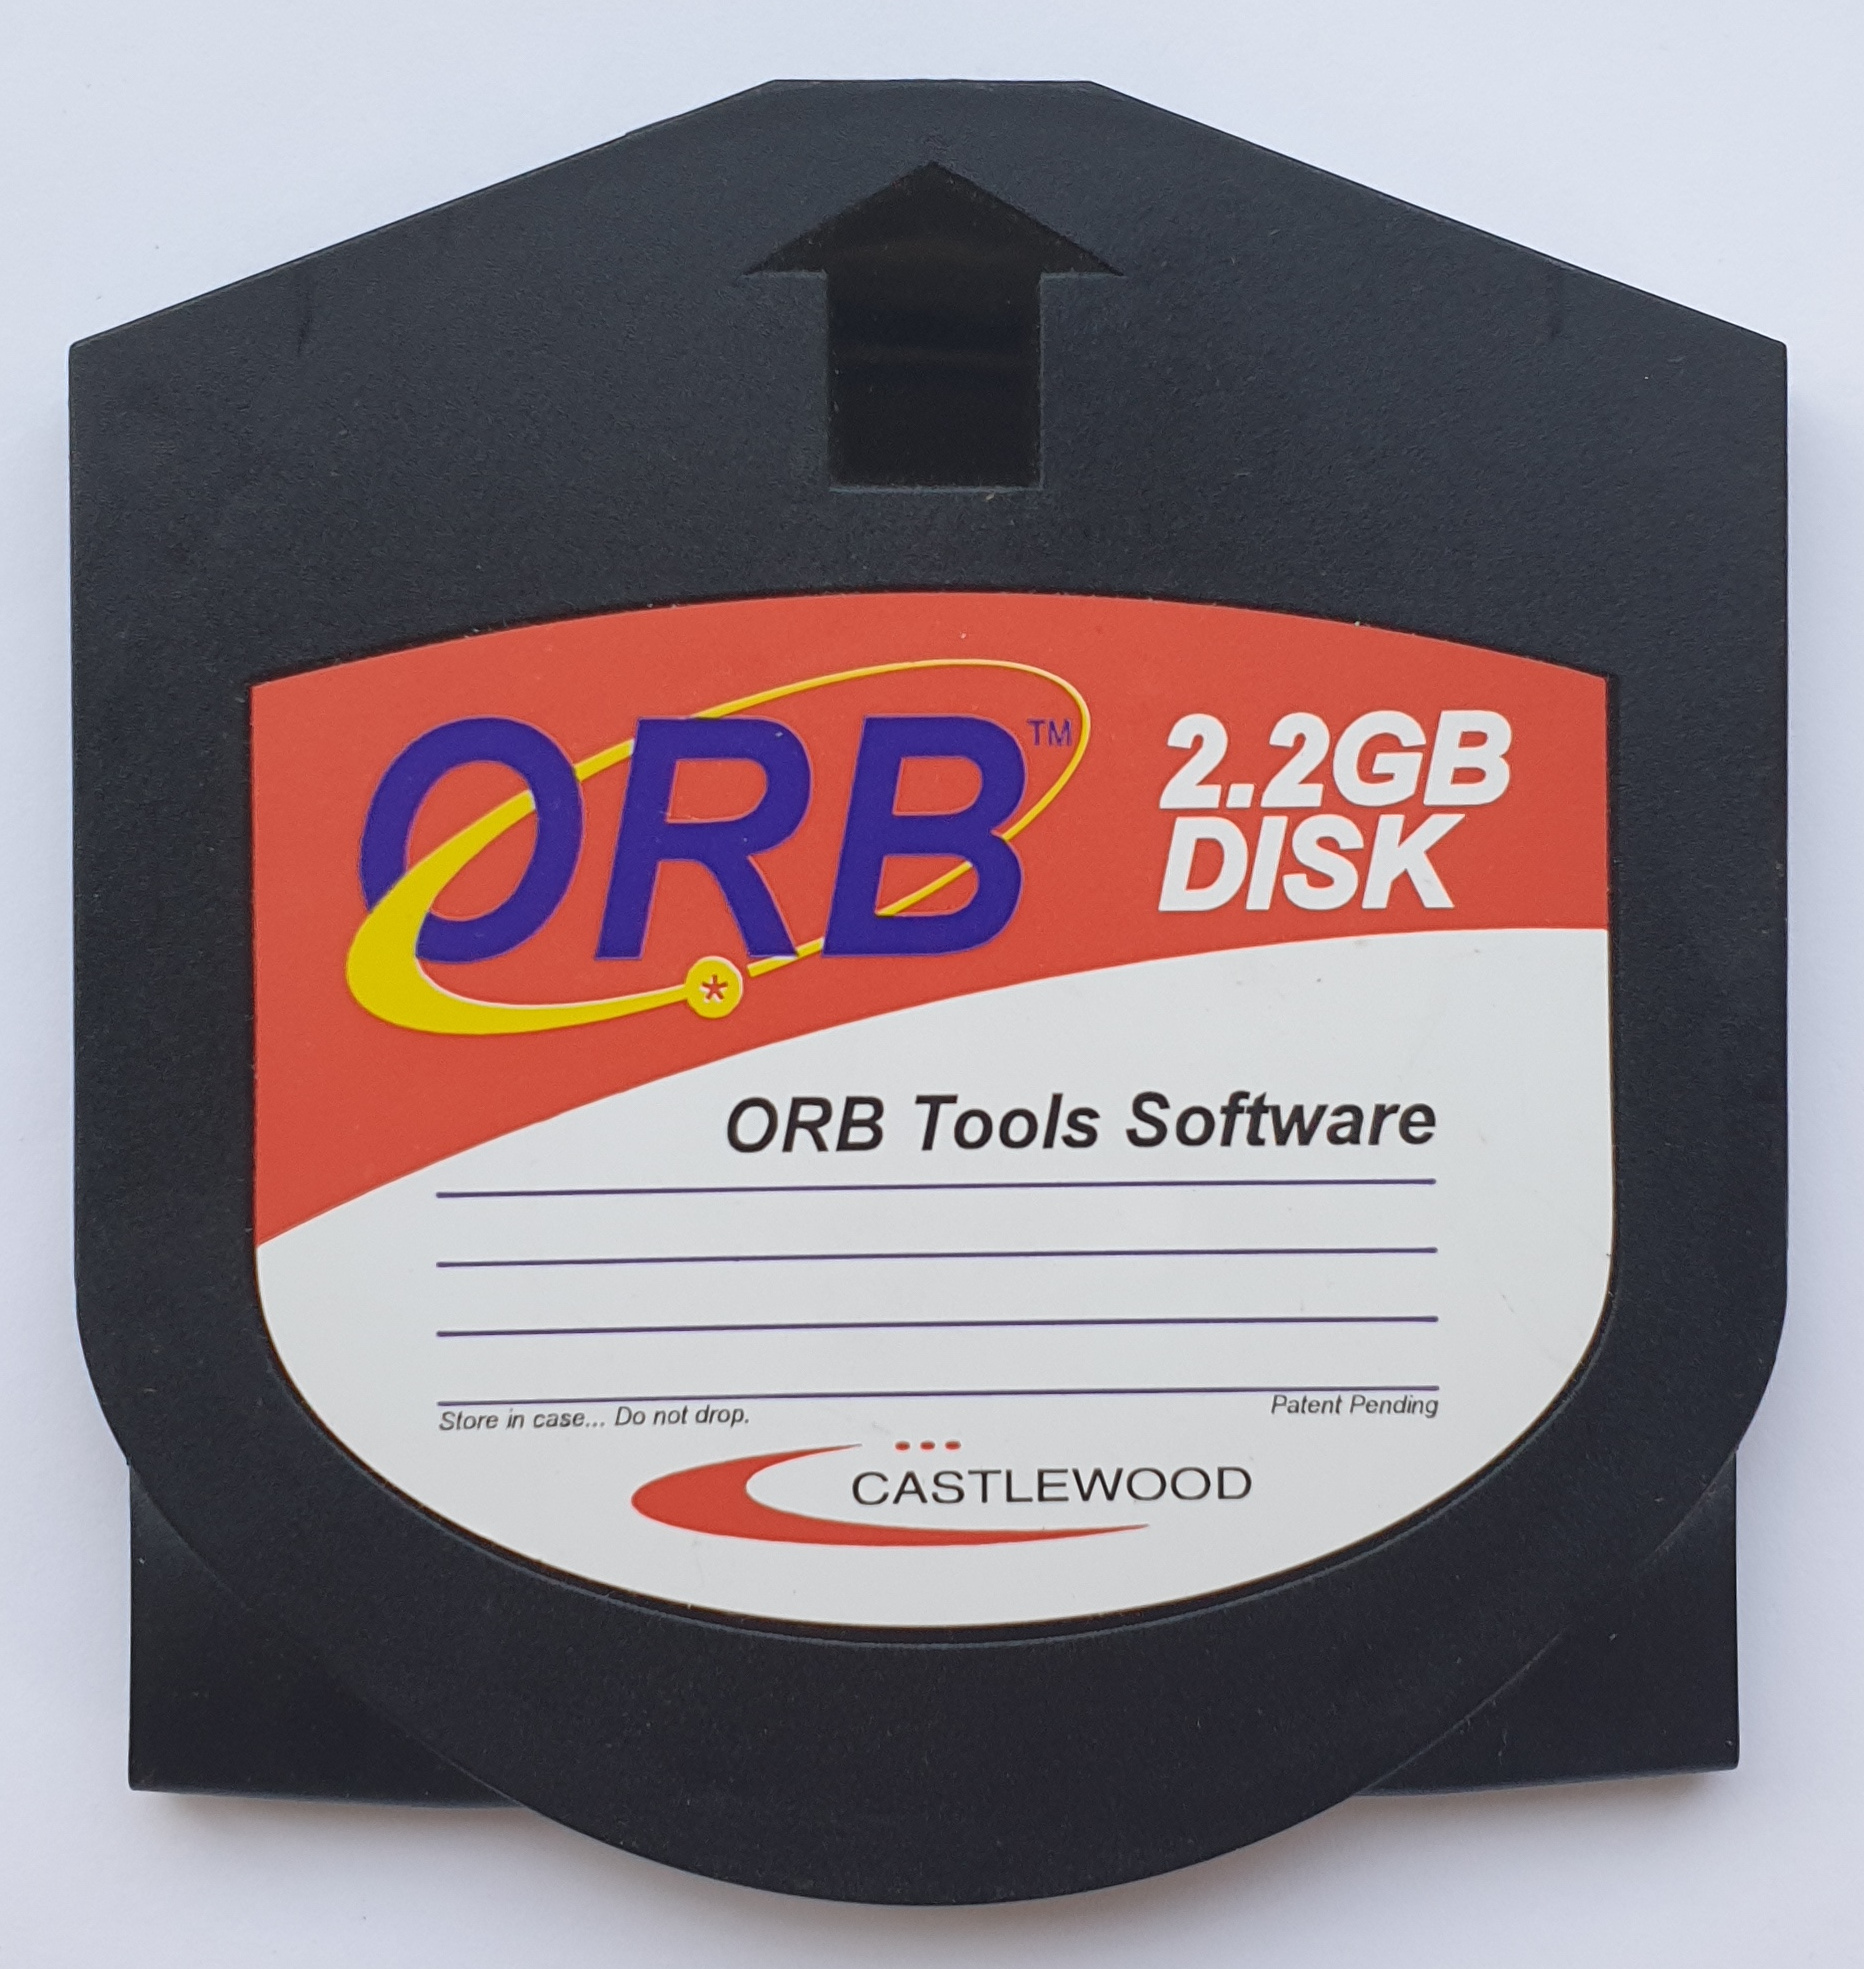 ORB™
2.2GB
DISK
ORB Tools Software
Store in case... Do not drop.
Patent Pending
CASTLEWOOD